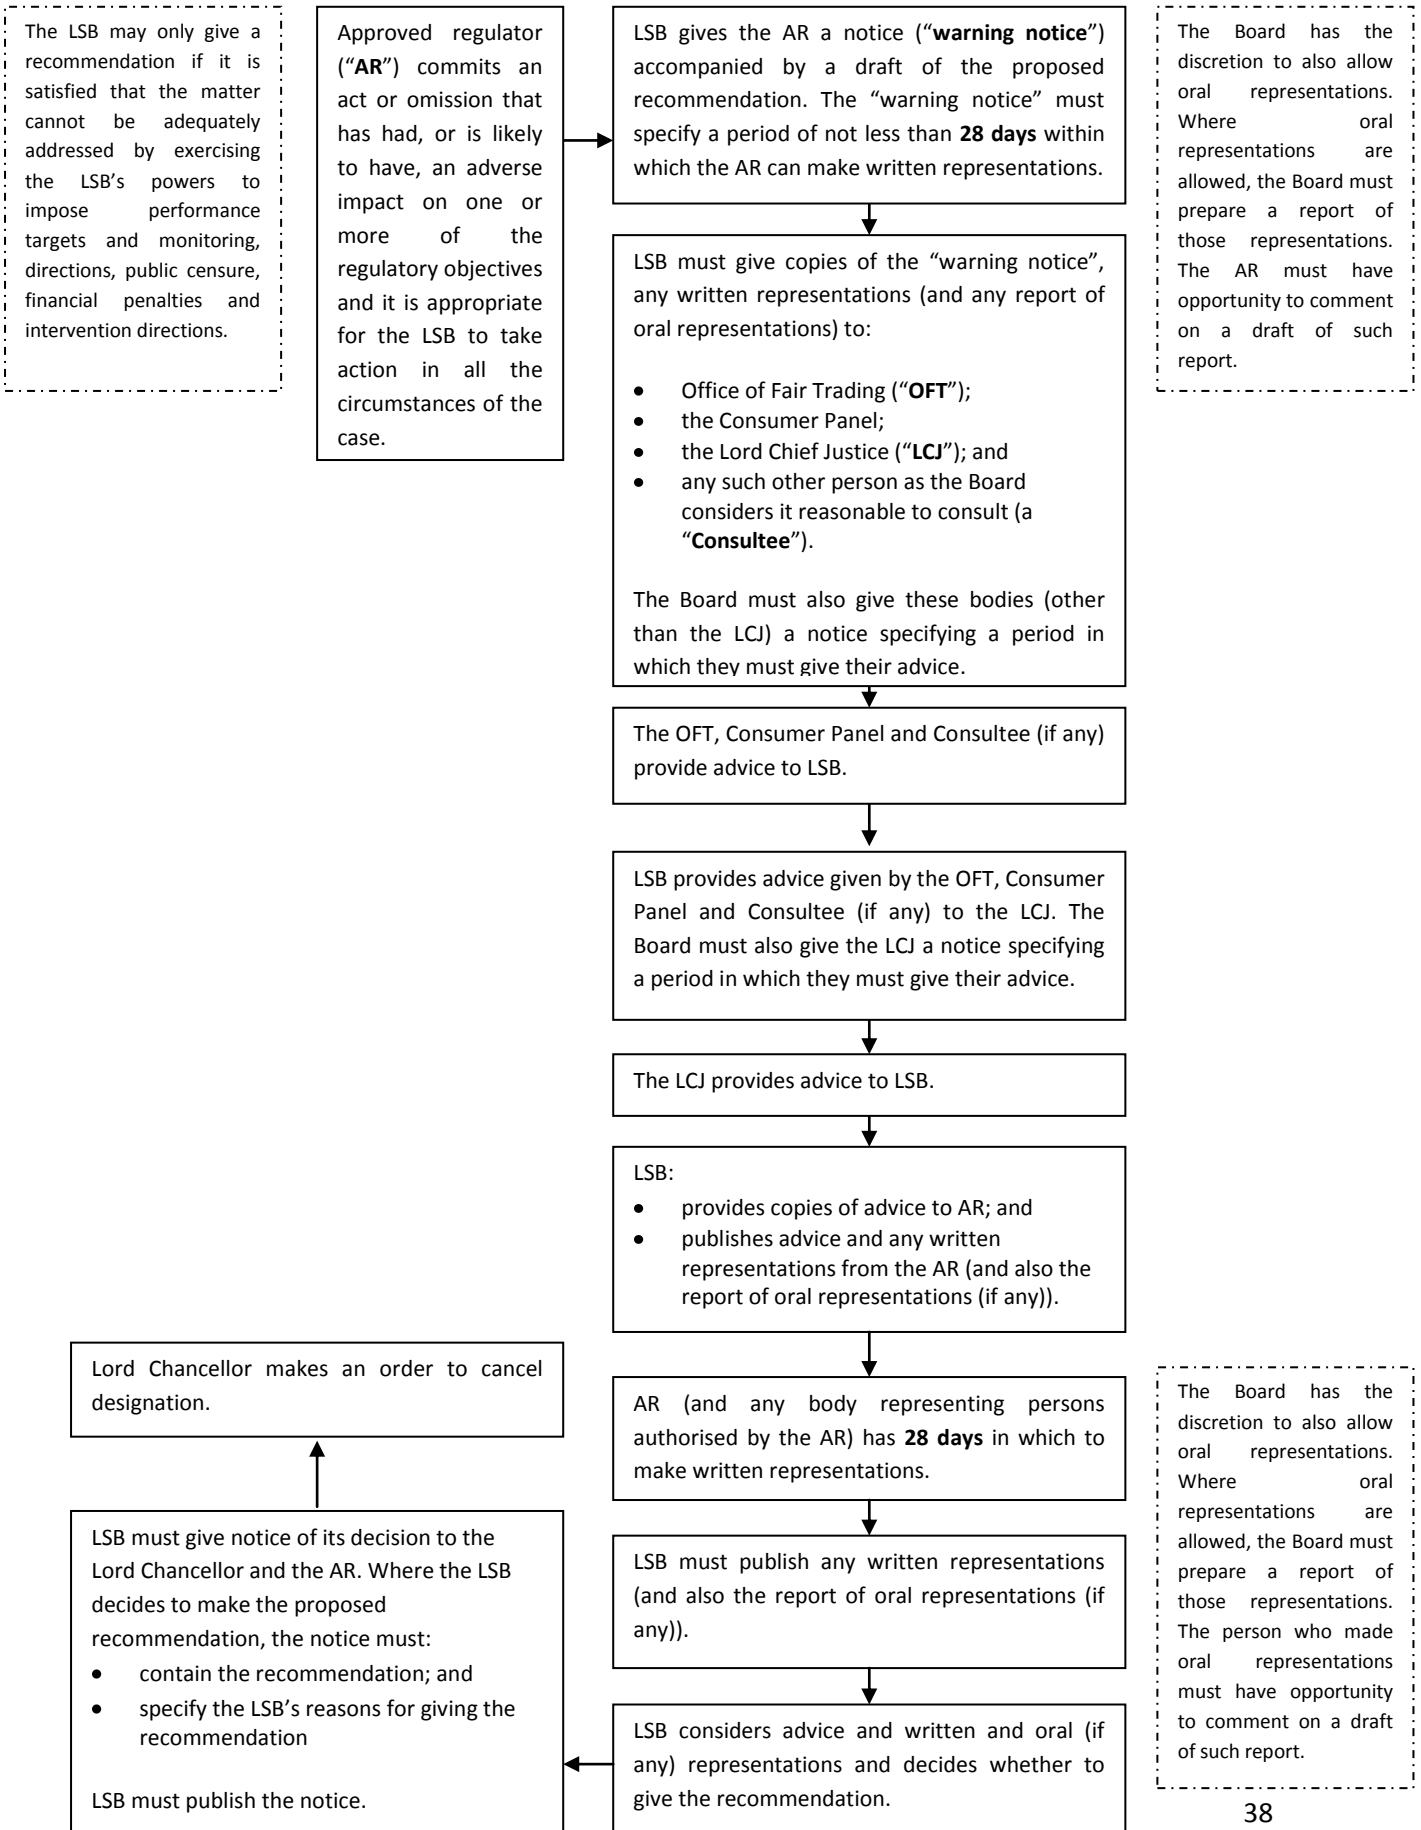 The LSB may only give a
recommendation if it is
satisfied that the matter
cannot be adequately
addressed by exercising
the LSB’s powers to
impose performance
targets and monitoring,
directions, public censure,
financial penalties and
intervention directions.
Approved regulator
(“AR”) commits an
act or omission that
has had, or is likely
to have, an adverse
impact on one or
more of the
regulatory objectives
and it is appropriate
for the LSB to take
action in all the
circumstances of the
case.
LSB gives the AR a notice (“warning notice”)
accompanied by a draft of the proposed
recommendation. The “warning notice” must
specify a period of not less than 28 days within
which the AR can make written representations.
The Board has the
discretion to also allow
oral representations.
Where oral
representations are
allowed, the Board must
prepare a report of
those representations.
The AR must have
opportunity to comment
on a draft of such
report.
LSB must give copies of the “warning notice”,
any written representations (and any report of
oral representations) to:
• Office of Fair Trading (“OFT”);
• the Consumer Panel;
• the Lord Chief Justice (“LCJ”); and
• any such other person as the Board
considers it reasonable to consult (a
“Consultee”).
The Board must also give these bodies (other
than the LCJ) a notice specifying a period in
which they must give their advice.
The OFT, Consumer Panel and Consultee (if any)
provide advice to LSB.
LSB provides advice given by the OFT, Consumer
Panel and Consultee (if any) to the LCJ. The
Board must also give the LCJ a notice specifying
a period in which they must give their advice.
The LCJ provides advice to LSB.
LSB:
• provides copies of advice to AR; and
• publishes advice and any written
representations from the AR (and also the
report of oral representations (if any)).
AR (and any body representing persons
authorised by the AR) has 28 days in which to
make written representations.
The Board has the
discretion to also allow
oral representations.
Where oral
representations are
allowed, the Board must
prepare a report of
those representations.
The person who made
oral representations
must have opportunity
to comment on a draft
of such report.
LSB must publish any written representations
(and also the report of oral representations (if
any)).
LSB considers advice and written and oral (if
any) representations and decides whether to
give the recommendation.
LSB must give notice of its decision to the
Lord Chancellor and the AR. Where the LSB
decides to make the proposed
recommendation, the notice must:
• contain the recommendation; and
• specify the LSB’s reasons for giving the
recommendation
LSB must publish the notice.
Lord Chancellor makes an order to cancel
designation.
38